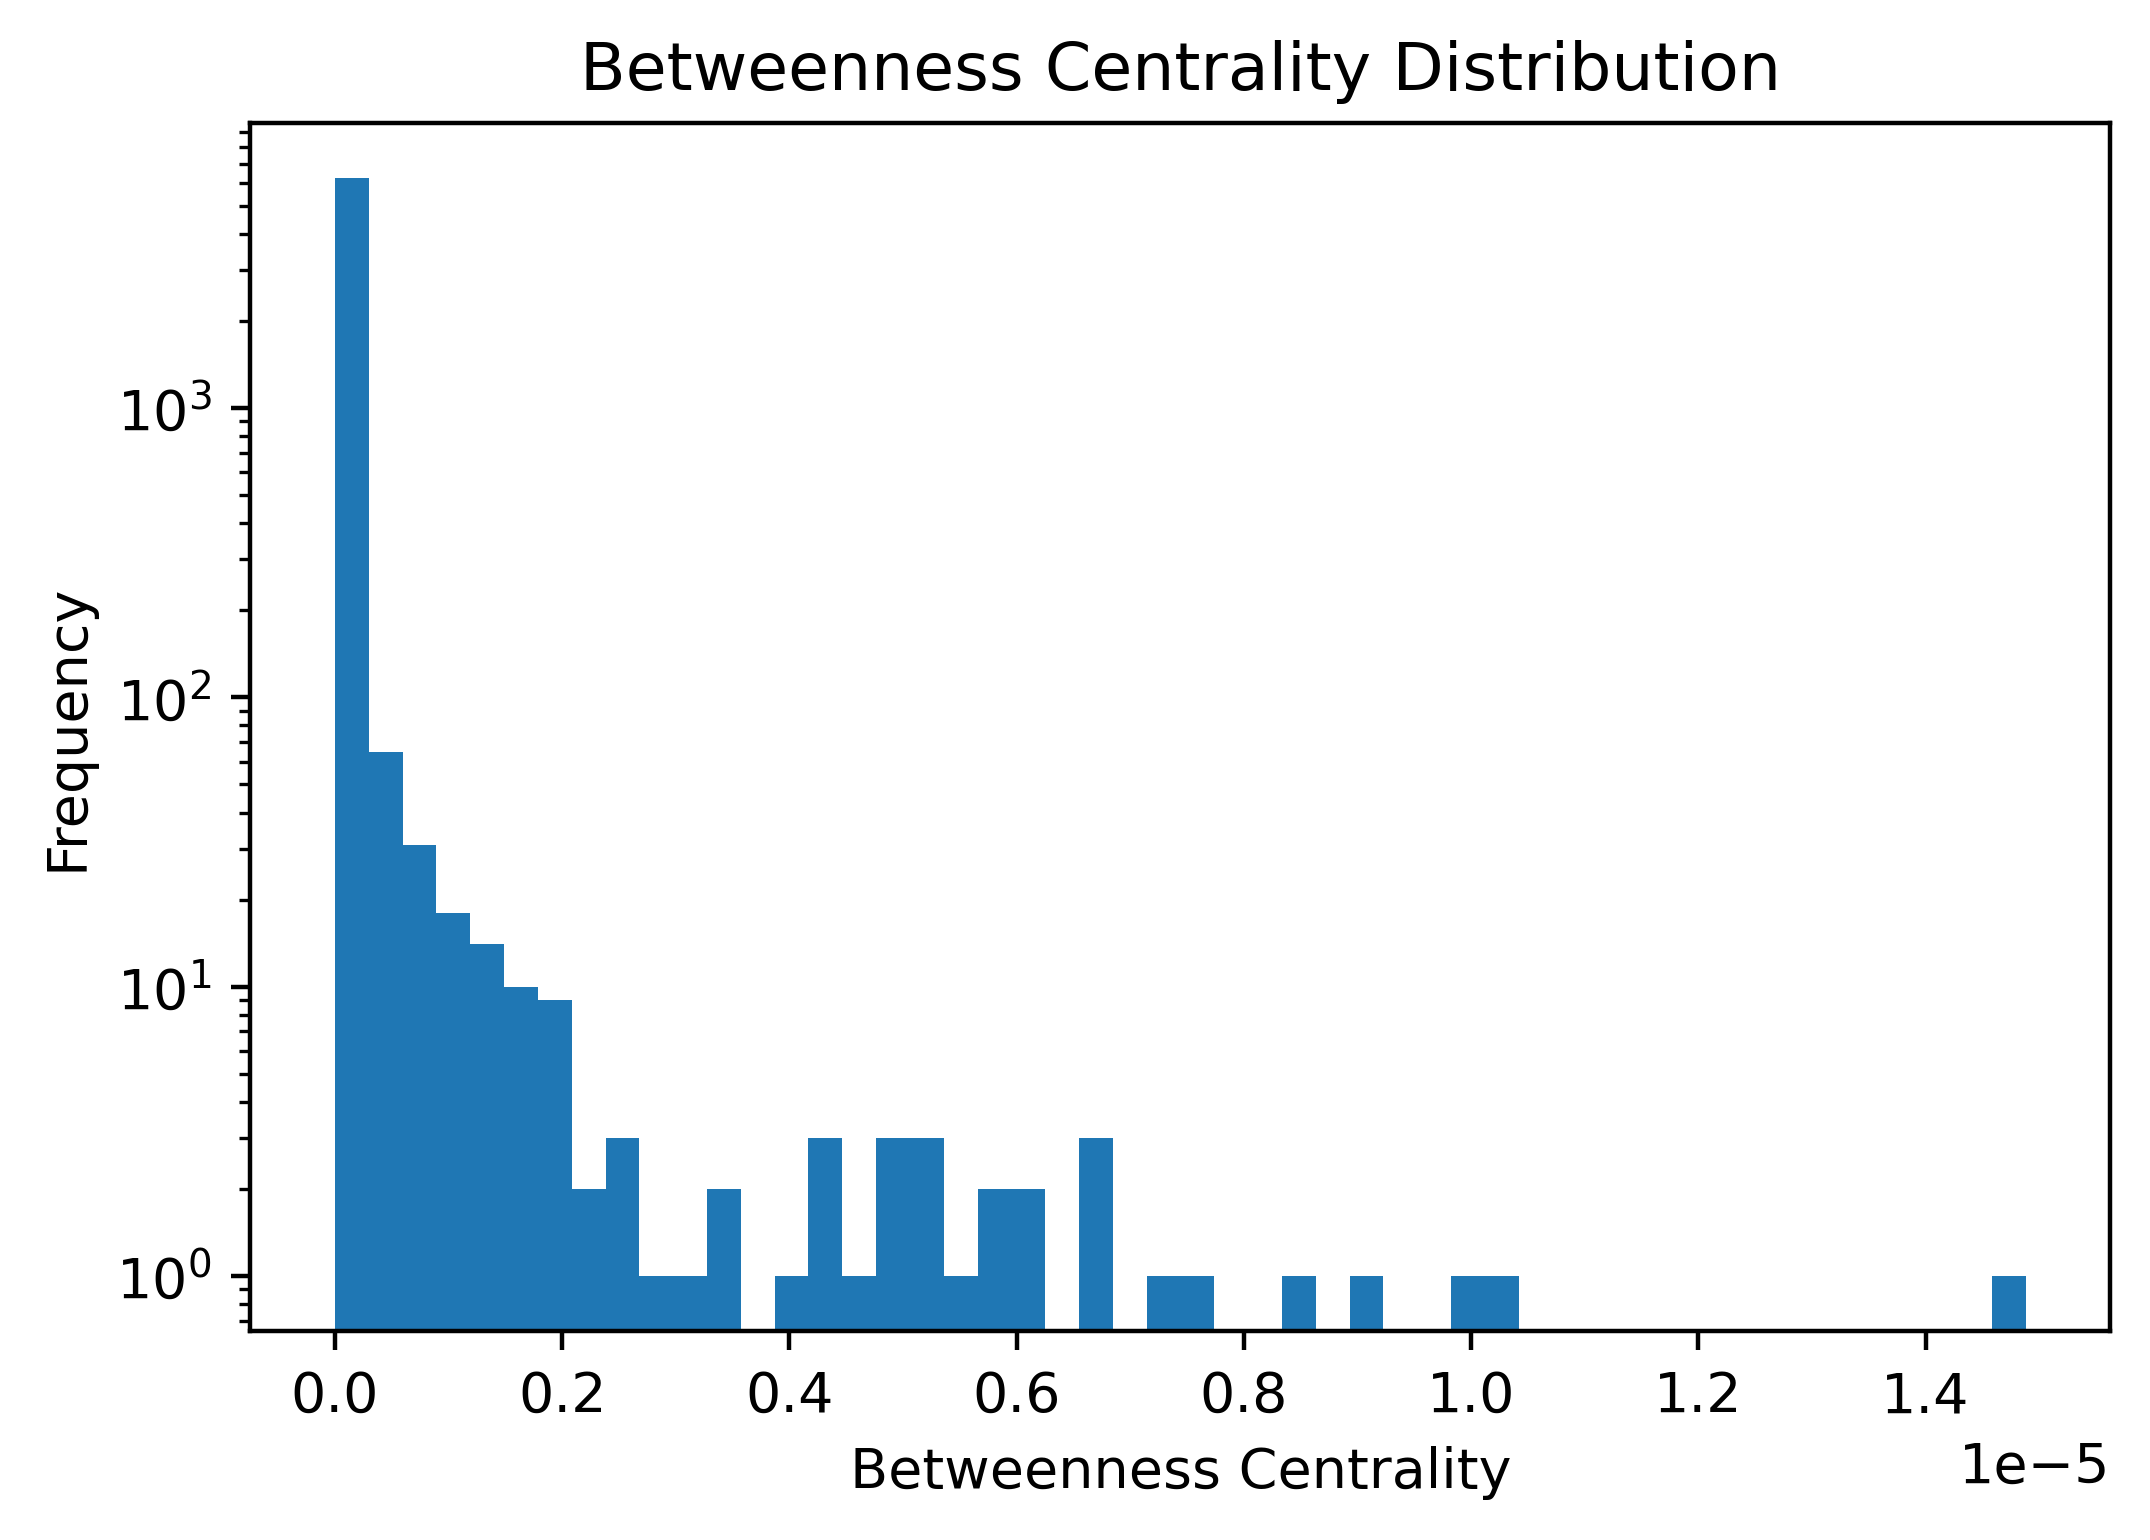 Betweenness Centrality Distribution
Frequency
10³
10²
10¹
10⁰
0.0 0.2 0.4 0.6 0.8 1.0 1.2 1.4
1e−5
Betweenness Centrality